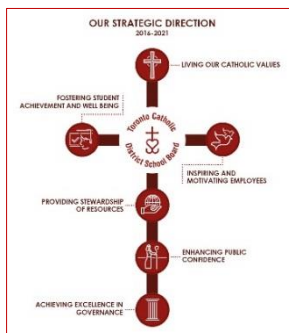 OUR STRATEGIC DIRECTION
2016-2021
LIVING OUR CATHOLIC VALUES
FOSTERING STUDENT
ACHIEVEMENT AND WELL BEING
Toronto Catholic
District School Board
INSPIRING AND
MOTIVATING EMPLOYEES
PROVIDING STEWARDSHIP
OF RESOURCES
ENHANCING PUBLIC
CONFIDENCE
ACHIEVING EXCELLENCE IN
GOVERNANCE